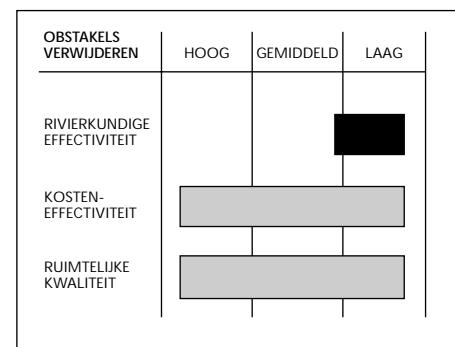 OBSTAKELS
VERWIJDEREN
HOOG GEMIDDELD LAAG
RIVIERKUNDIGE
EFFECTIVITEIT
KOSTEN-
EFFECTIVITEIT
RUIMTELIJKE
KWALITEIT